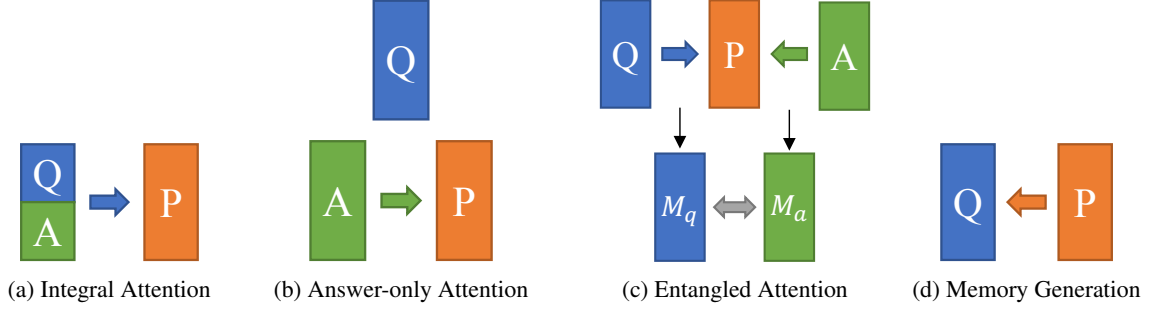 Q
A
P
(a) Integral Attention
Q
A
P
(b) Answer-only Attention
Q
P
A
M_q
M_a
(c) Entangled Attention
Q
P
(d) Memory Generation